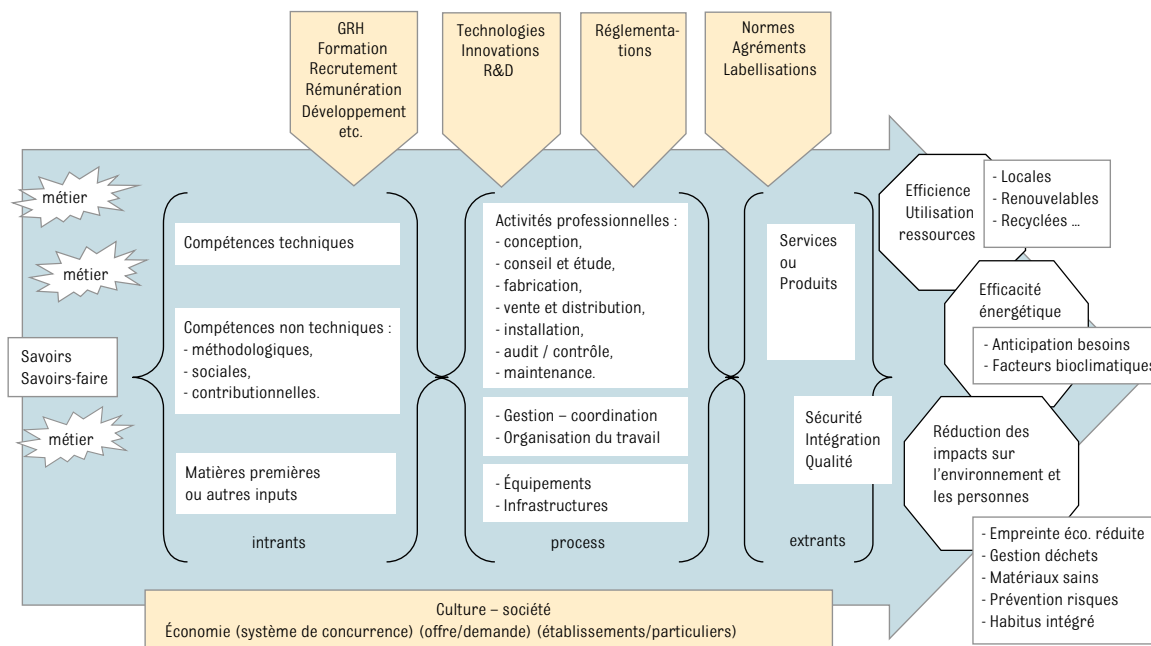 GRH
Formation
Recrutement
Rémunération
Développement
etc.
Technologies
Innovations
R&D
Réglementa-
tions
Normes
Agréments
Labellisations
métier
métier
Savoirs
Savoirs-faire
métier
Compétences techniques
Compétences non techniques :
- méthodologiques,
- sociales,
- contributionnelles.
Matières premières
ou autres inputs
intrants
Activités professionnelles :
- conception,
- conseil et étude,
- fabrication,
- vente et distribution,
- installation,
- audit / contrôle,
- maintenance.
- Gestion – coordination
- Organisation du travail
- Équipements
- Infrastructures
process
Services
ou
Produits
Sécurité
Intégration
Qualité
extrants
Efficience
Utilisation
ressources
- Locales
- Renouvelables
- Recyclées ...
Efficacité
énergétique
- Anticipation besoins
- Facteurs bioclimatiques
Réduction des
impacts sur
l'environnement et
les personnes
- Empreinte éco. réduite
- Gestion déchets
- Matériaux sains
- Prévention risques
- Habitus intégré
Culture – société
Économie (système de concurrence) (offre/demande) (établissements/particuliers)